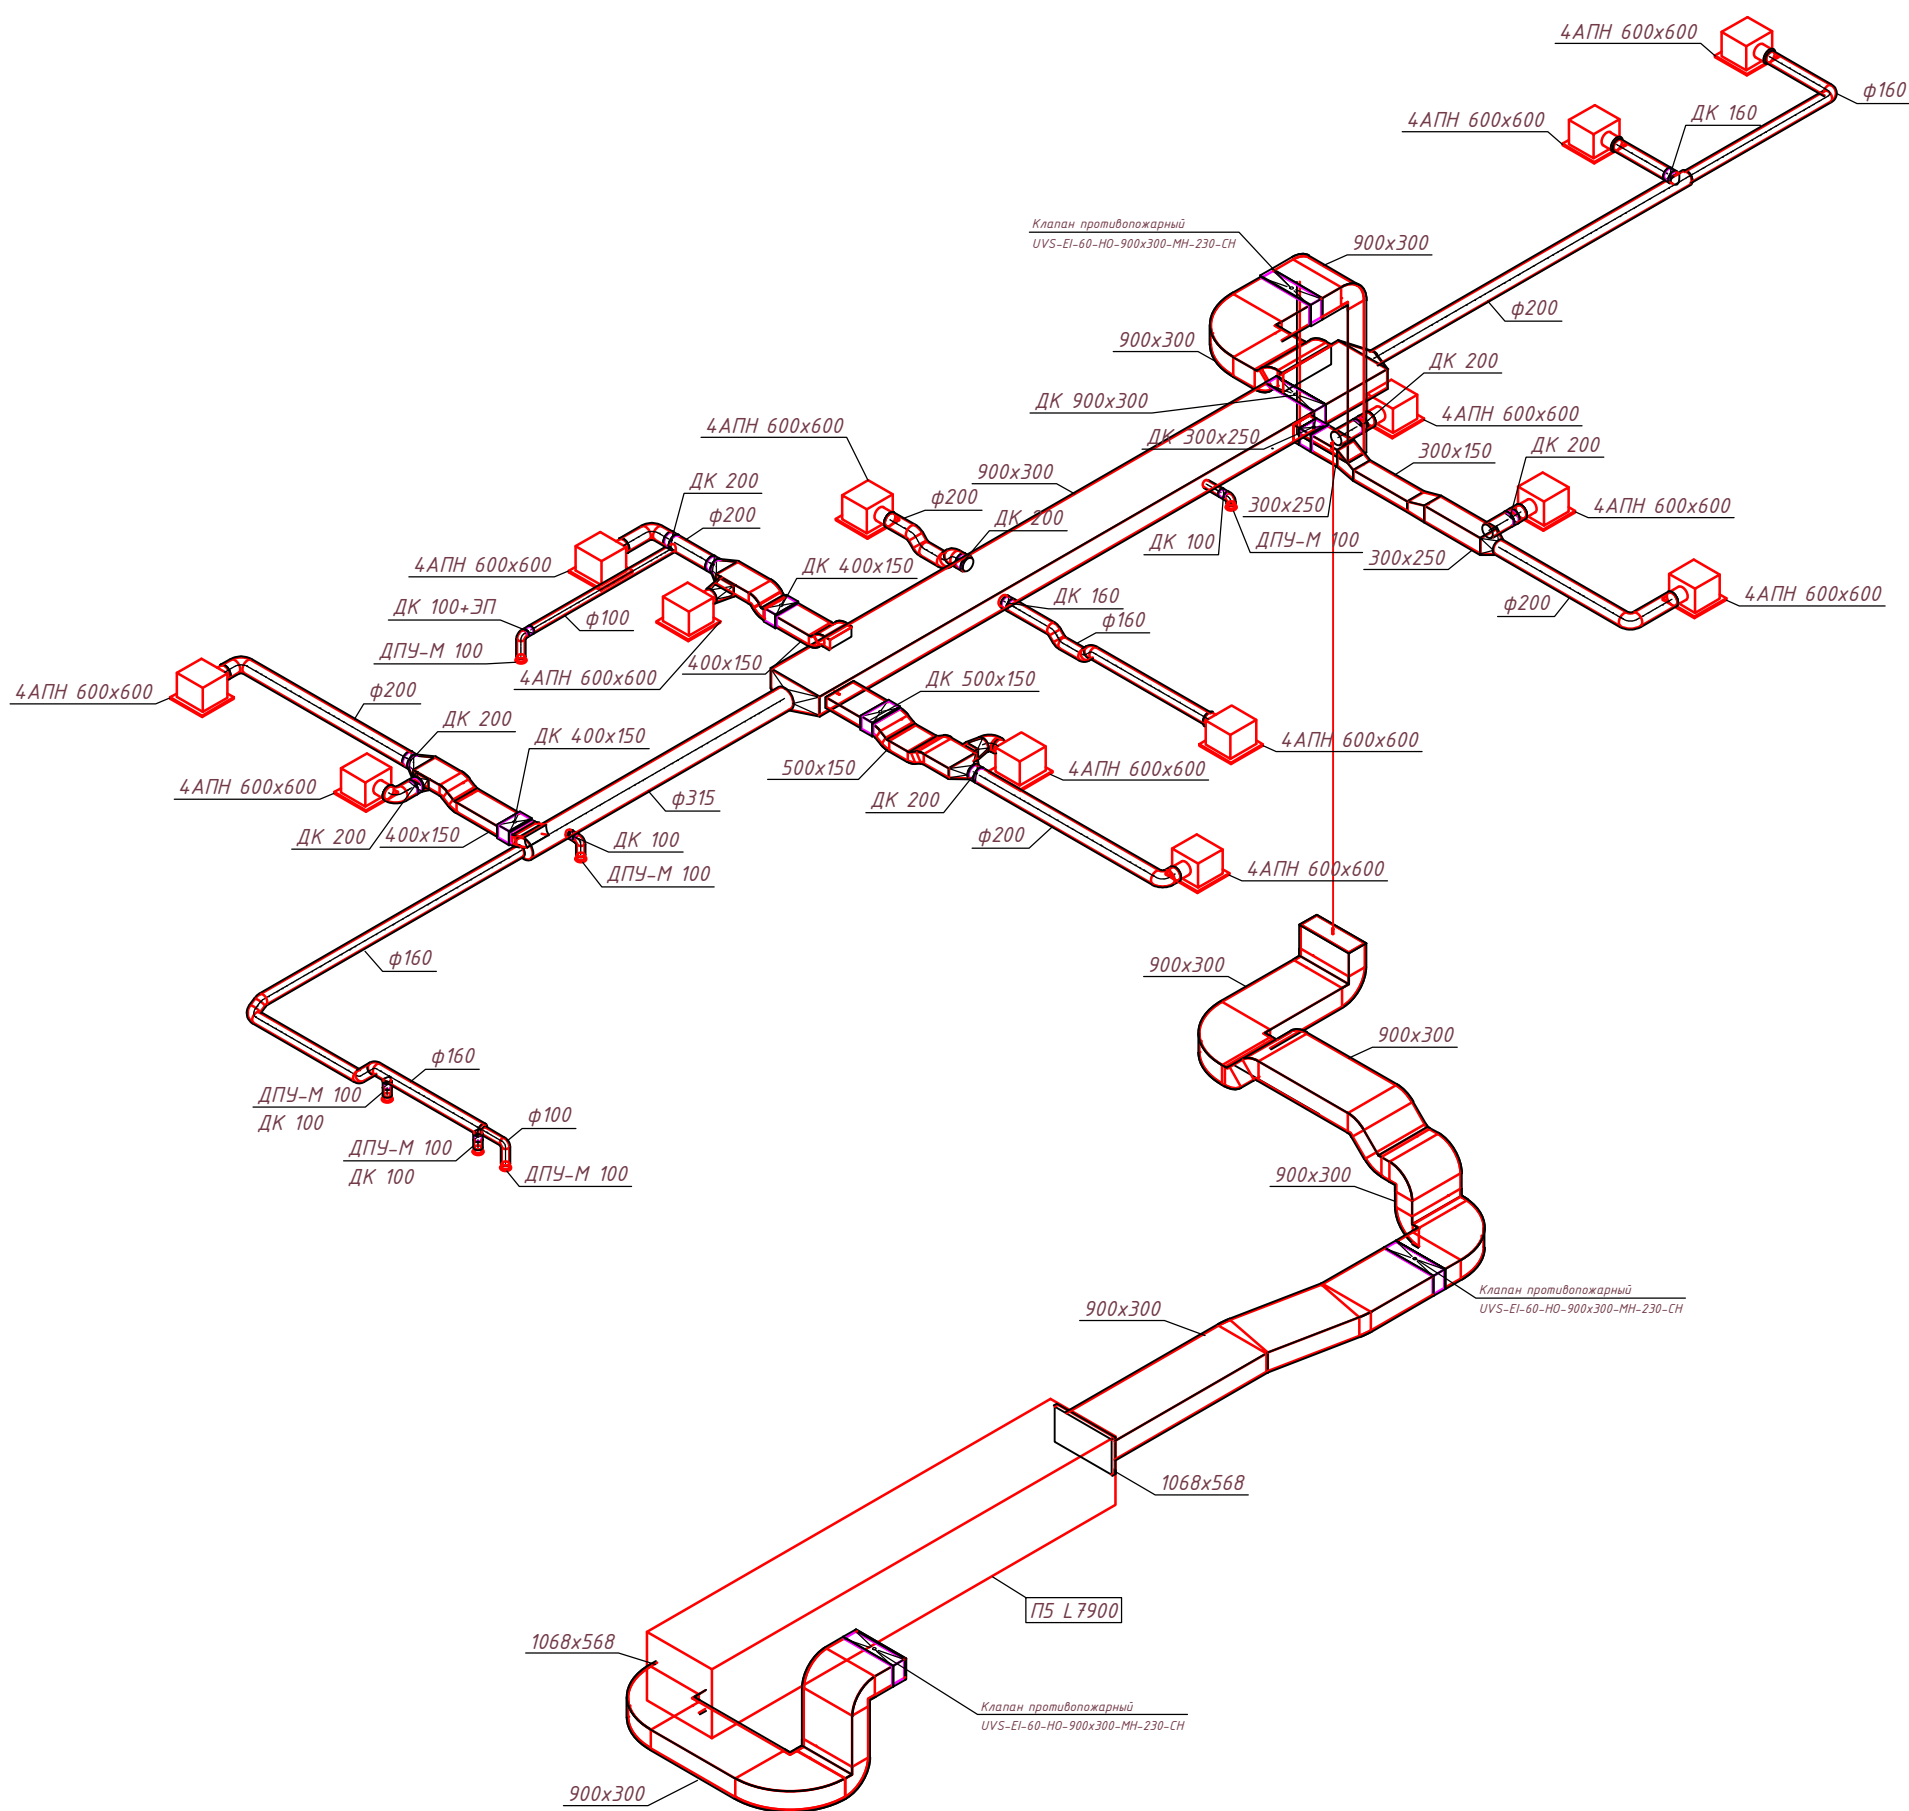 4АПН 600х600
ф160
4АПН 600х600
ДК 160
Клапан противопожарный
UVS-EI-60-НО-900х300-МН-230-СН
900х300
ф200
900х300
ДК 200
ДК 900х300
4АПН 600х600
4АПН 600х600
ДК 300х250
300х150
ДК 200
900х300
ДК 200
ф200
300х250
4АПН 600х600
ф200
ДК 200
ДК 100
ДПУ-М 100
300х250
4АПН 600х600
ДК 400х150
ДК 160
4АПН 600х600
ф200
ДК 100+ЭП
ф100
ф160
ДПУ-М 100
400х150
4АПН 600х600
ДК 500х150
4АПН 600х600
ф200
ДК 200
ДК 400х150
4АПН 600х600
500х150
4АПН 600х600
4АПН 600х600
ф315
ДК 200
ДК 200
400х150
ДК 100
ф200
ДПУ-М 100
4АПН 600х600
ф160
900х300
900х300
ф160
ДПУ-М 100
ДК 100
ф100
ДПУ-М 100
ДК 100
ДПУ-М 100
900х300
Клапан противопожарный
UVS-EI-60-НО-900х300-МН-230-СН
900х300
1068х568
П5 L7900
1068х568
Клапан противопожарный
UVS-EI-60-НО-900х300-МН-230-СН
900х300